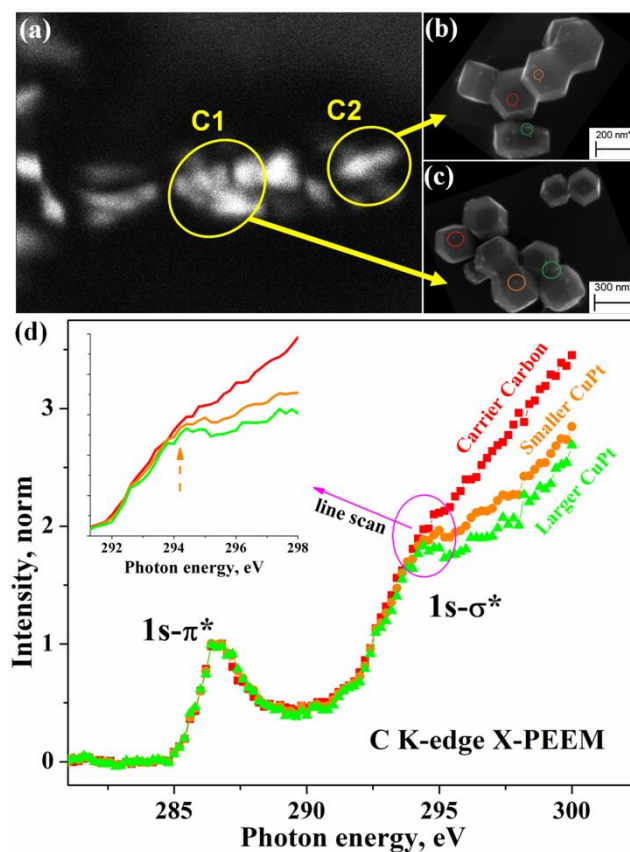 (a)
C1
C2
(b)
200 nm
(c)
300 nm
(d)
Intensity, norm
3
2
1
0
292 294 296 298
Photon energy, eV
line scan
Carrier Carbon
Smaller CuPt
Larger CuPt
1s-π*
1s-σ*
C K-edge X-PEEM
285 290 295 300
Photon energy, eV